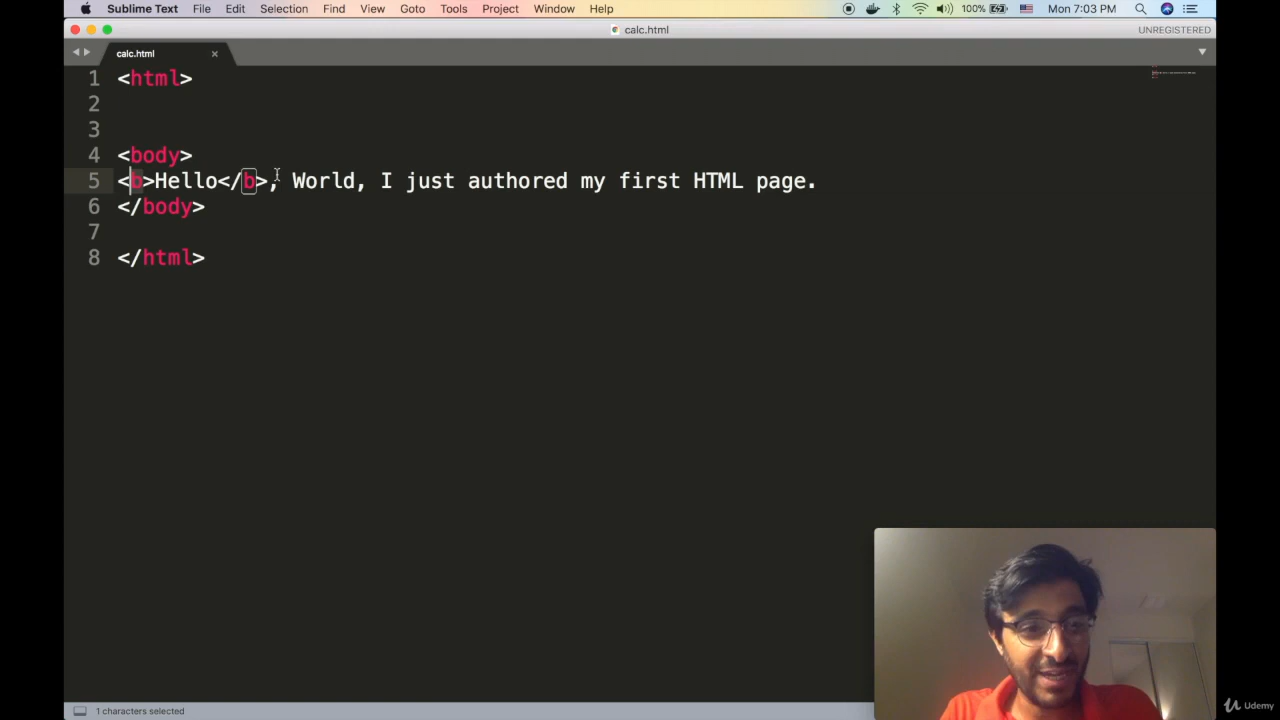 Sublime Text File Edit Selection Find View Goto Tools Project Window Help 100% Mon 7:03 PM
calc.html UNREGISTERED
calc.html ×
1 <html>
2
3
4 <body>
5 <b>Hello</b>, World, I just authored my first HTML page.
6 </body>
7
8 </html>
1 characters selected
Udemy